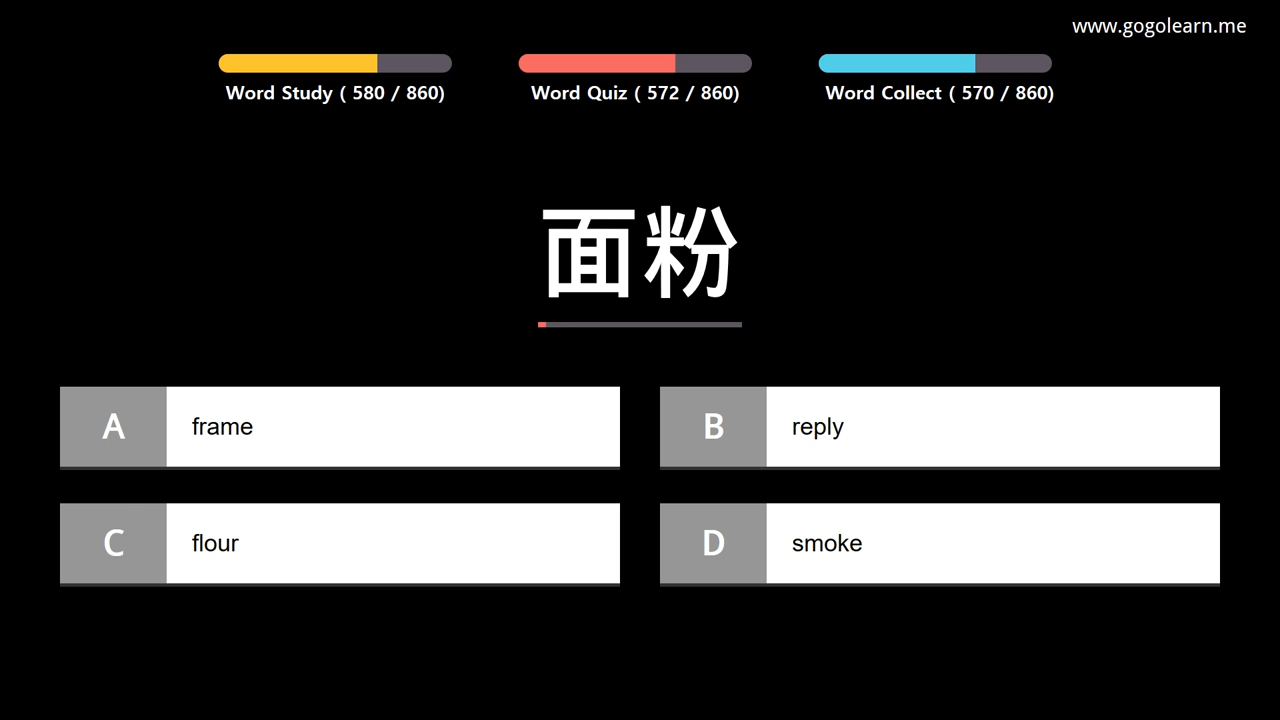 www.gogolearn.me
Word Study ( 580 / 860)
Word Quiz ( 572 / 860)
Word Collect ( 570 / 860)
面粉
A frame
B reply
C flour
D smoke